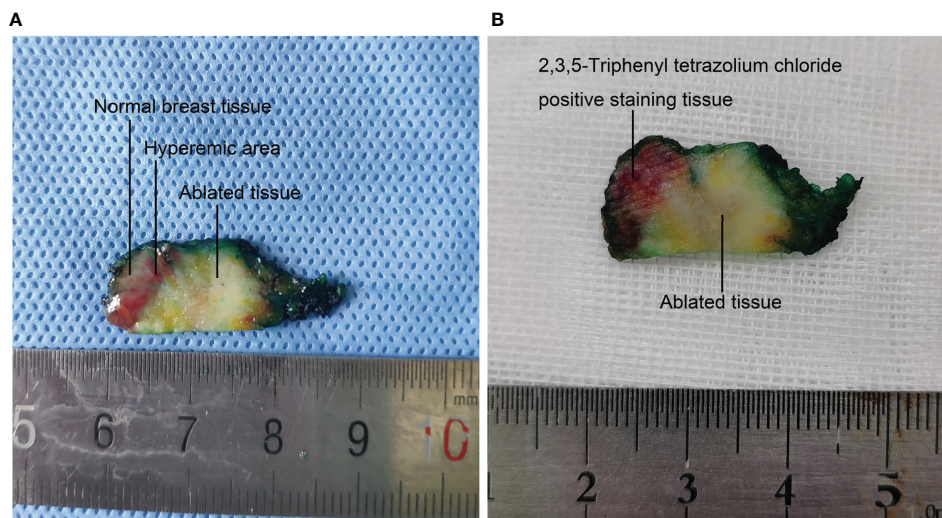 A
Normal breast tissue
Hyperemic area
Ablated tissue
mm
5 6 7 8 9 10
B
2,3,5-Triphenyl tetrazolium chloride
positive staining tissue
Ablated tissue
1 2 3 4 5